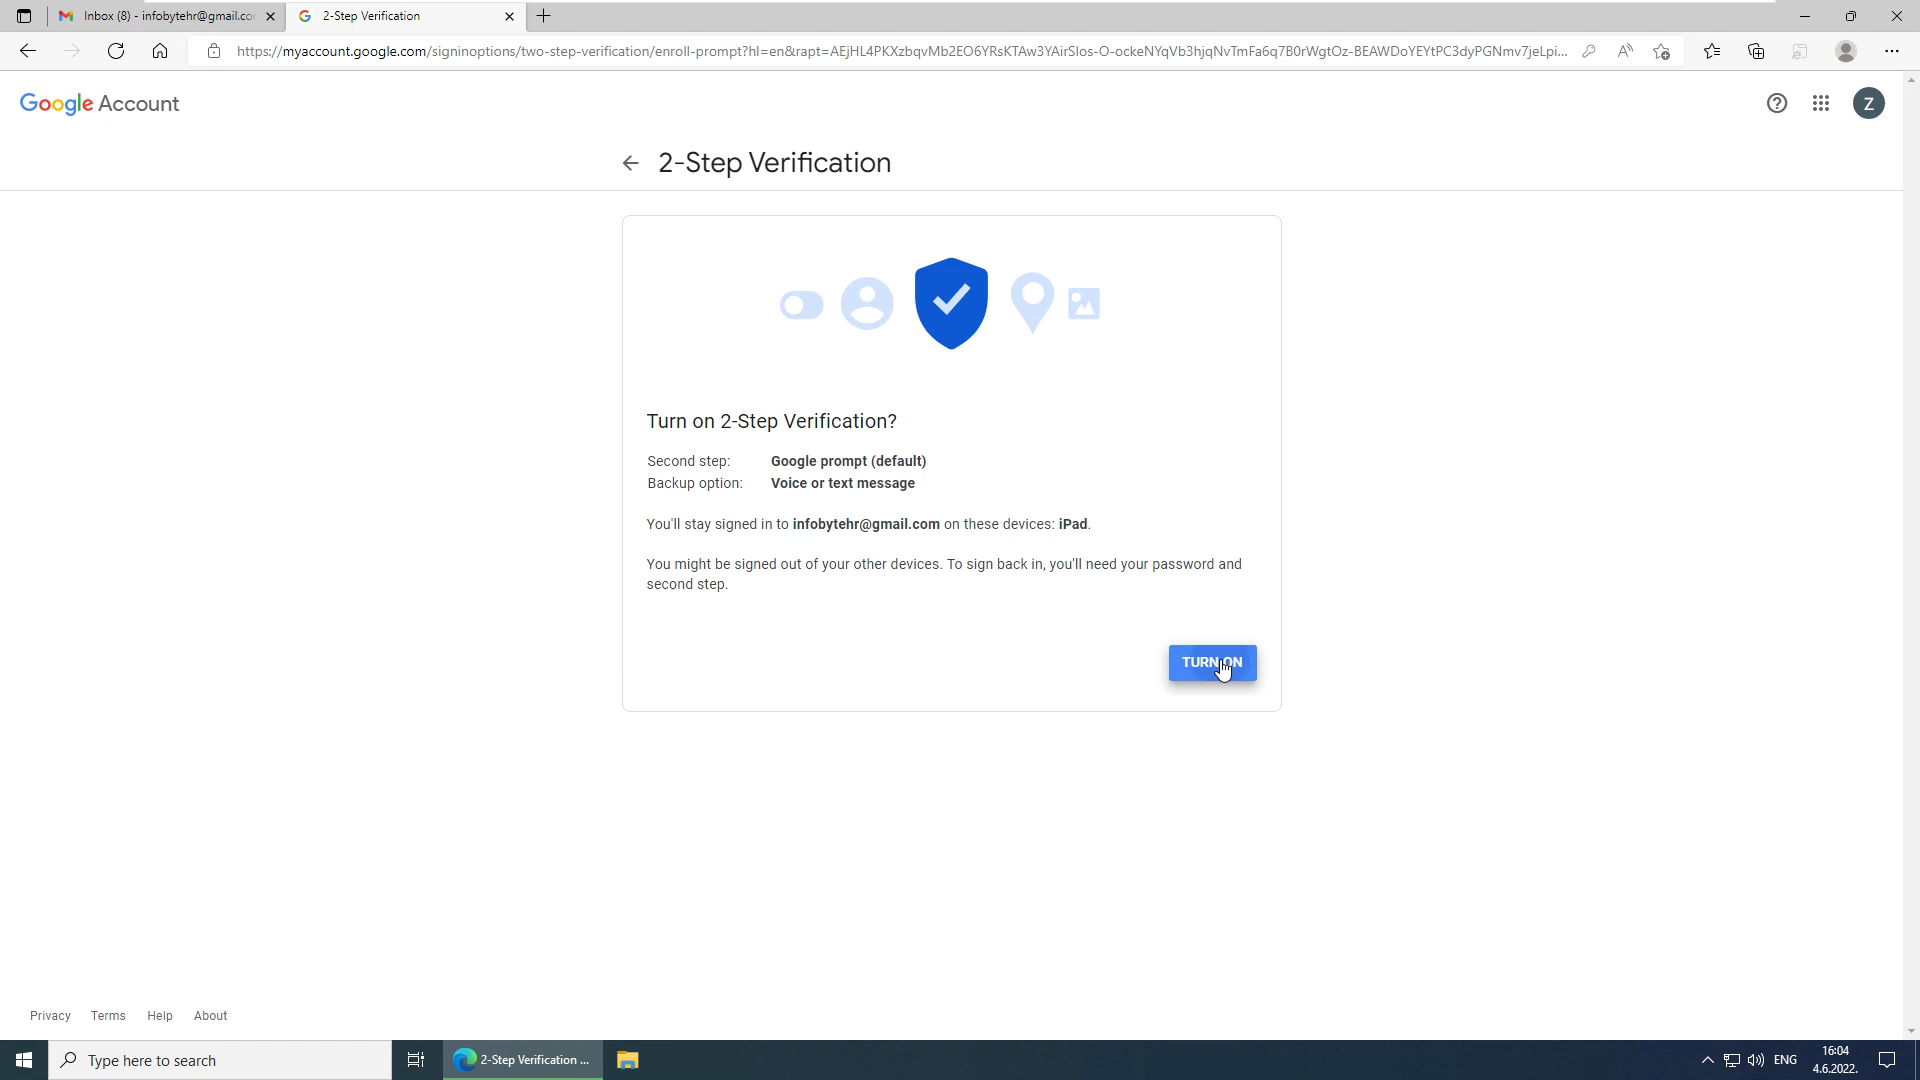 Inbox (8) - infobytehr@gmail.co
2-Step Verification
https://myaccount.google.com/signinoptions/two-step-verification/enroll-prompt?hl=en&rapt=AEjHL4PKXzbqvMb2EO6YRsKTAw3YAirSlos-O-ockeNYqVb3hjqNvTmFa6q7B0rWgtOz-BEAWDoYEYtPC3dyPGNmv7jeLpi...
Google Account
Z
2-Step Verification
Turn on 2-Step Verification?
Second step: Google prompt (default)
Backup option: Voice or text message
You'll stay signed in to infobytehr@gmail.com on these devices: iPad.
You might be signed out of your other devices. To sign back in, you'll need your password and
second step.
TURN ON
Privacy Terms Help About
Type here to search
2-Step Verification ...
ENG
16:04
4.6.2022.